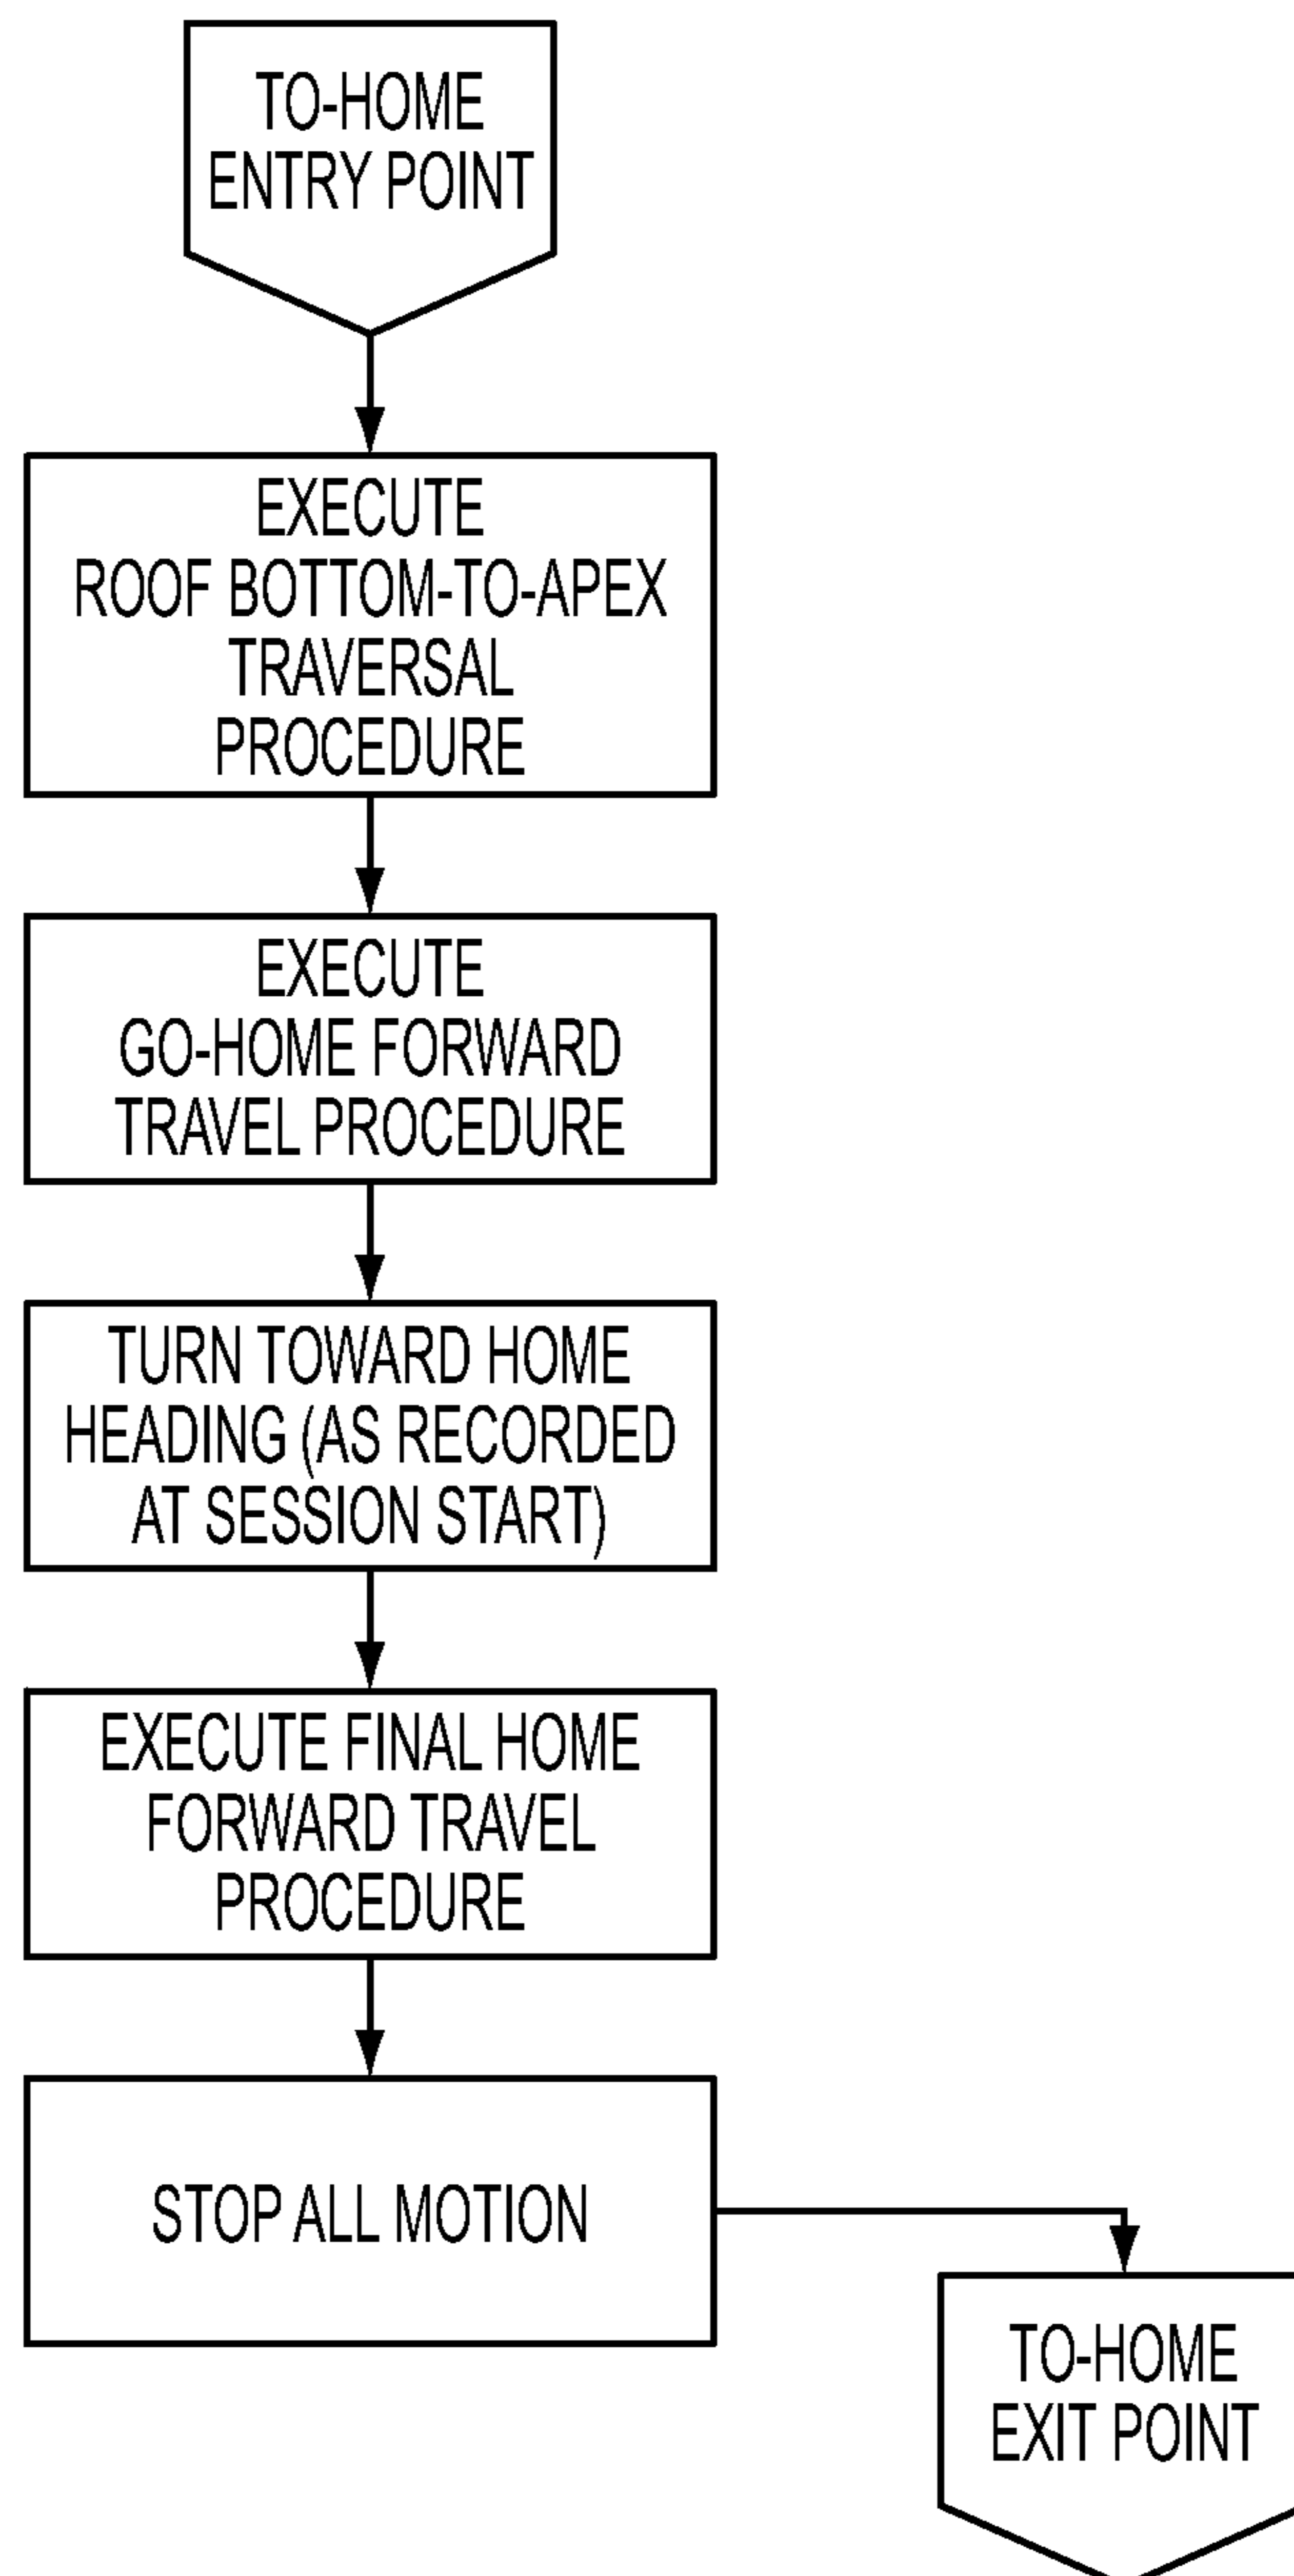 TO-HOME
ENTRY POINT
EXECUTE
ROOF BOTTOM-TO-APEX
TRAVERSAL
PROCEDURE
EXECUTE
GO-HOME FORWARD
TRAVEL PROCEDURE
TURN TOWARD HOME
HEADING (AS RECORDED
AT SESSION START)
EXECUTE FINAL HOME
FORWARD TRAVEL
PROCEDURE
STOP ALL MOTION
TO-HOME
EXIT POINT